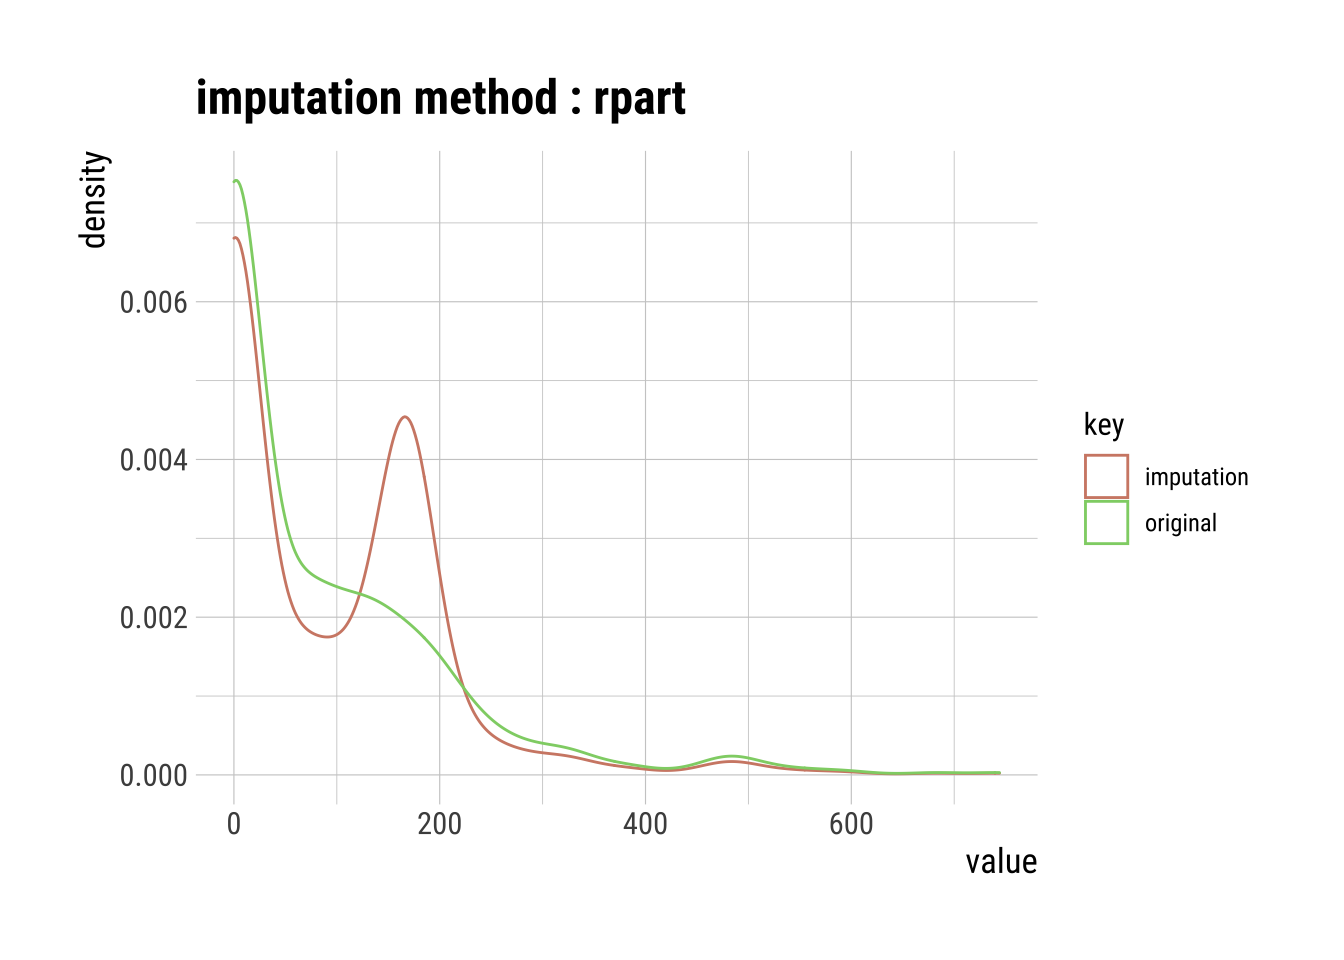 imputation method : rpart
density
0.006
0.004
0.002
0.000
0 200 400 600
value
key
imputation
original